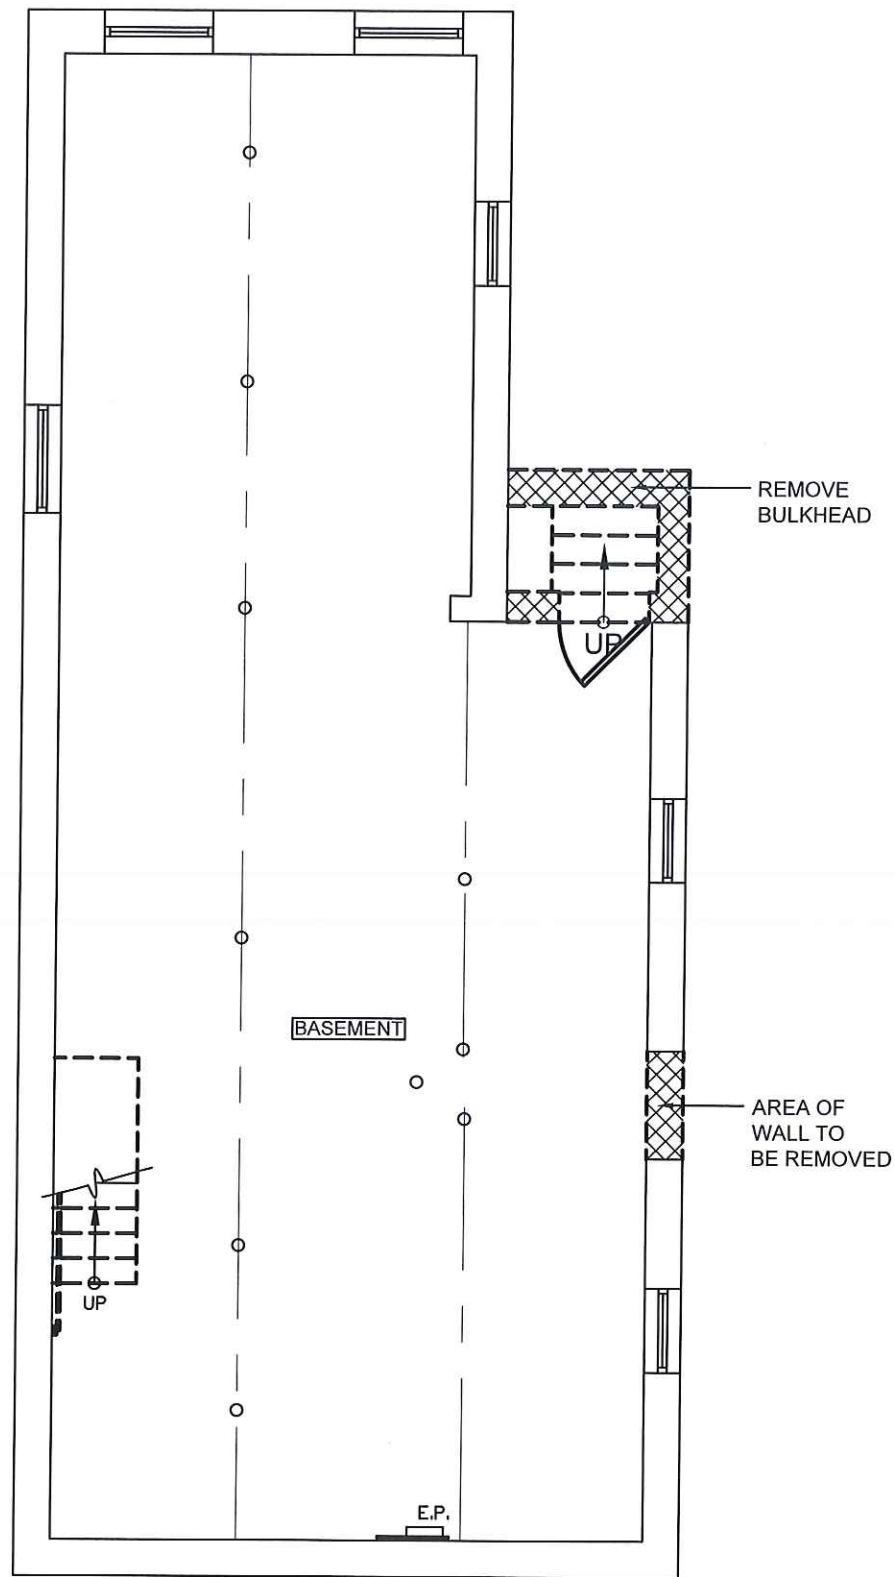 REMOVE
BULKHEAD
UP
BASEMENT
AREA OF
WALL TO
BE REMOVED
UP
E.P.